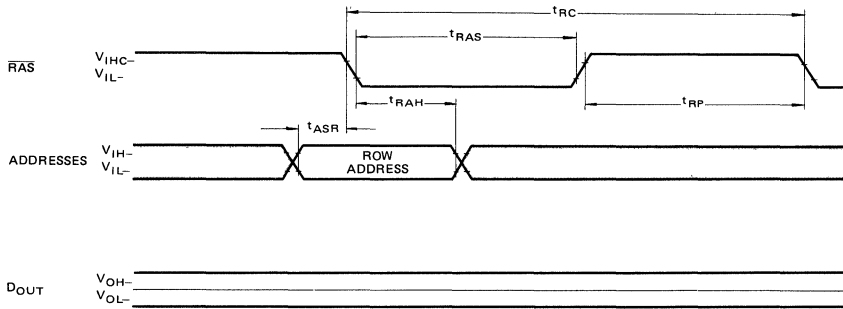 tRC
tRAS
RAS
VIHC
VIL
tRAH
tRP
tASR
ADDRESSES
VIH
VIL
ROW
ADDRESS
DOUT
VOH
VOL